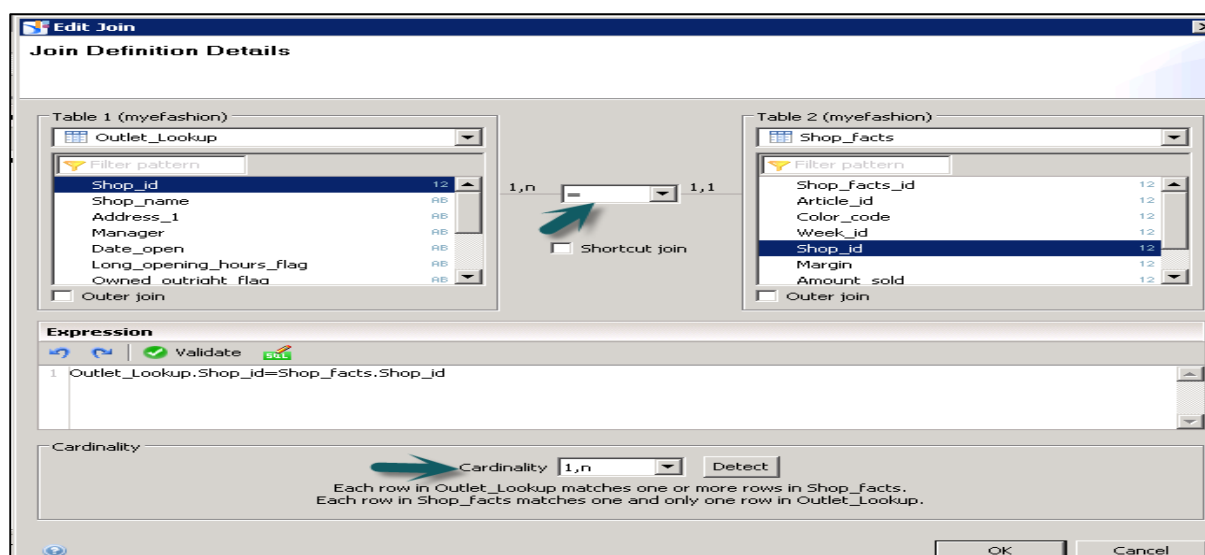 Edit Join
Join Definition Details
Table 1 (myefashion)
Outlet_Lookup
Filter pattern
Shop_id 12
Shop_name AB
Address_1 AB
Manager AB
Date_open AB
Long_opening_hours_flag AB
Owned_outright_flag AB
Outer join
1,n = 1,1
Shortcut join
Table 2 (myefashion)
Shop_facts
Filter pattern
Shop_facts_id 12
Article_id 12
Color_code 12
Week_id 12
Shop_id 12
Margin 12
Amount_sold 12
Outer join
Expression
Validate SQL
1 Outlet_Lookup.Shop_id=Shop_facts.Shop_id
Cardinality
Cardinality 1,n Detect
Each row in Outlet_Lookup matches one or more rows in Shop_facts.
Each row in Shop_facts matches one and only one row in Outlet_Lookup.
OK Cancel